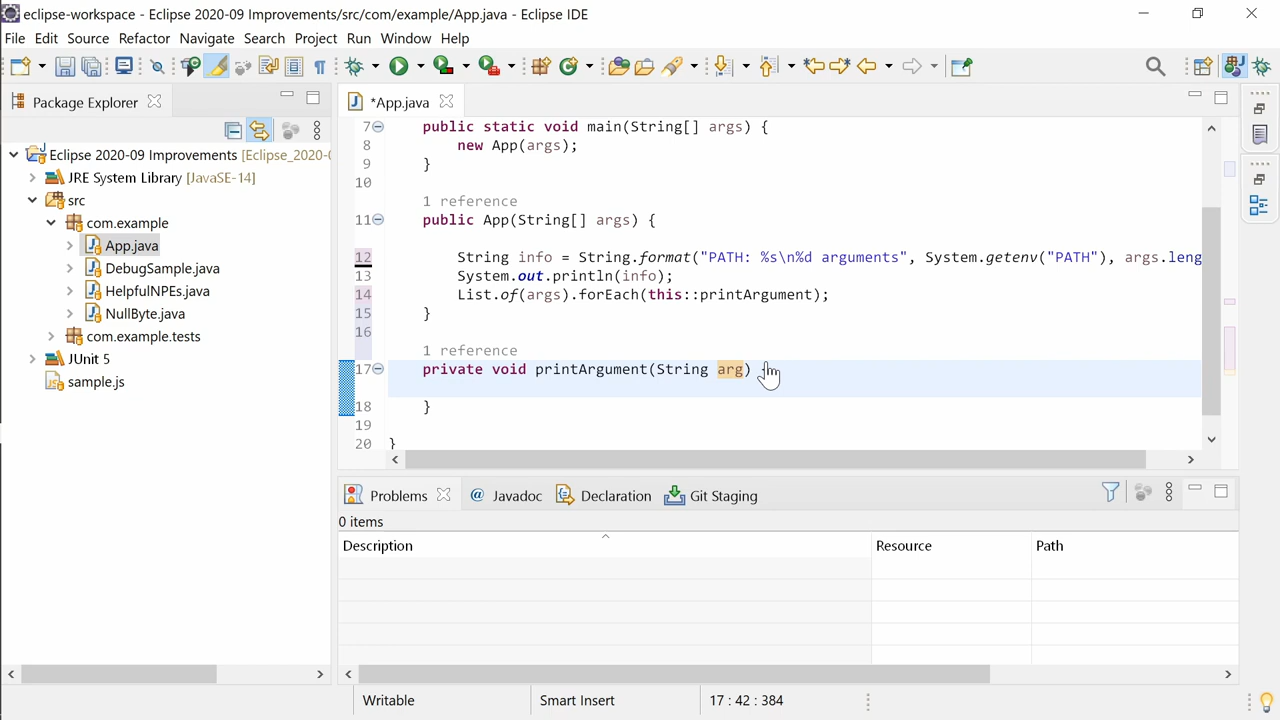 eclipse-workspace - Eclipse 2020-09 Improvements/src/com/example/App.java - Eclipse IDE
File Edit Source Refactor Navigate Search Project Run Window Help
Package Explorer
*App.java
Eclipse 2020-09 Improvements [Eclipse_2020-
JRE System Library [JavaSE-14]
src
com.example
App.java
DebugSample.java
HelpfulNPEs.java
NullByte.java
com.example.tests
JUnit 5
sample.js
7 public static void main(String[] args) {
8 new App(args);
9 }
10
1 reference
11 public App(String[] args) {
12 String info = String.format("PATH: %s\n%d arguments", System.getenv("PATH"), args.leng
13 System.out.println(info);
14 List.of(args).forEach(this::printArgument);
15 }
16
1 reference
17 private void printArgument(String arg) {
18 }
19
20 }
Problems @ Javadoc Declaration Git Staging
0 items
Description Resource Path
Writable Smart Insert 17 : 42 : 384